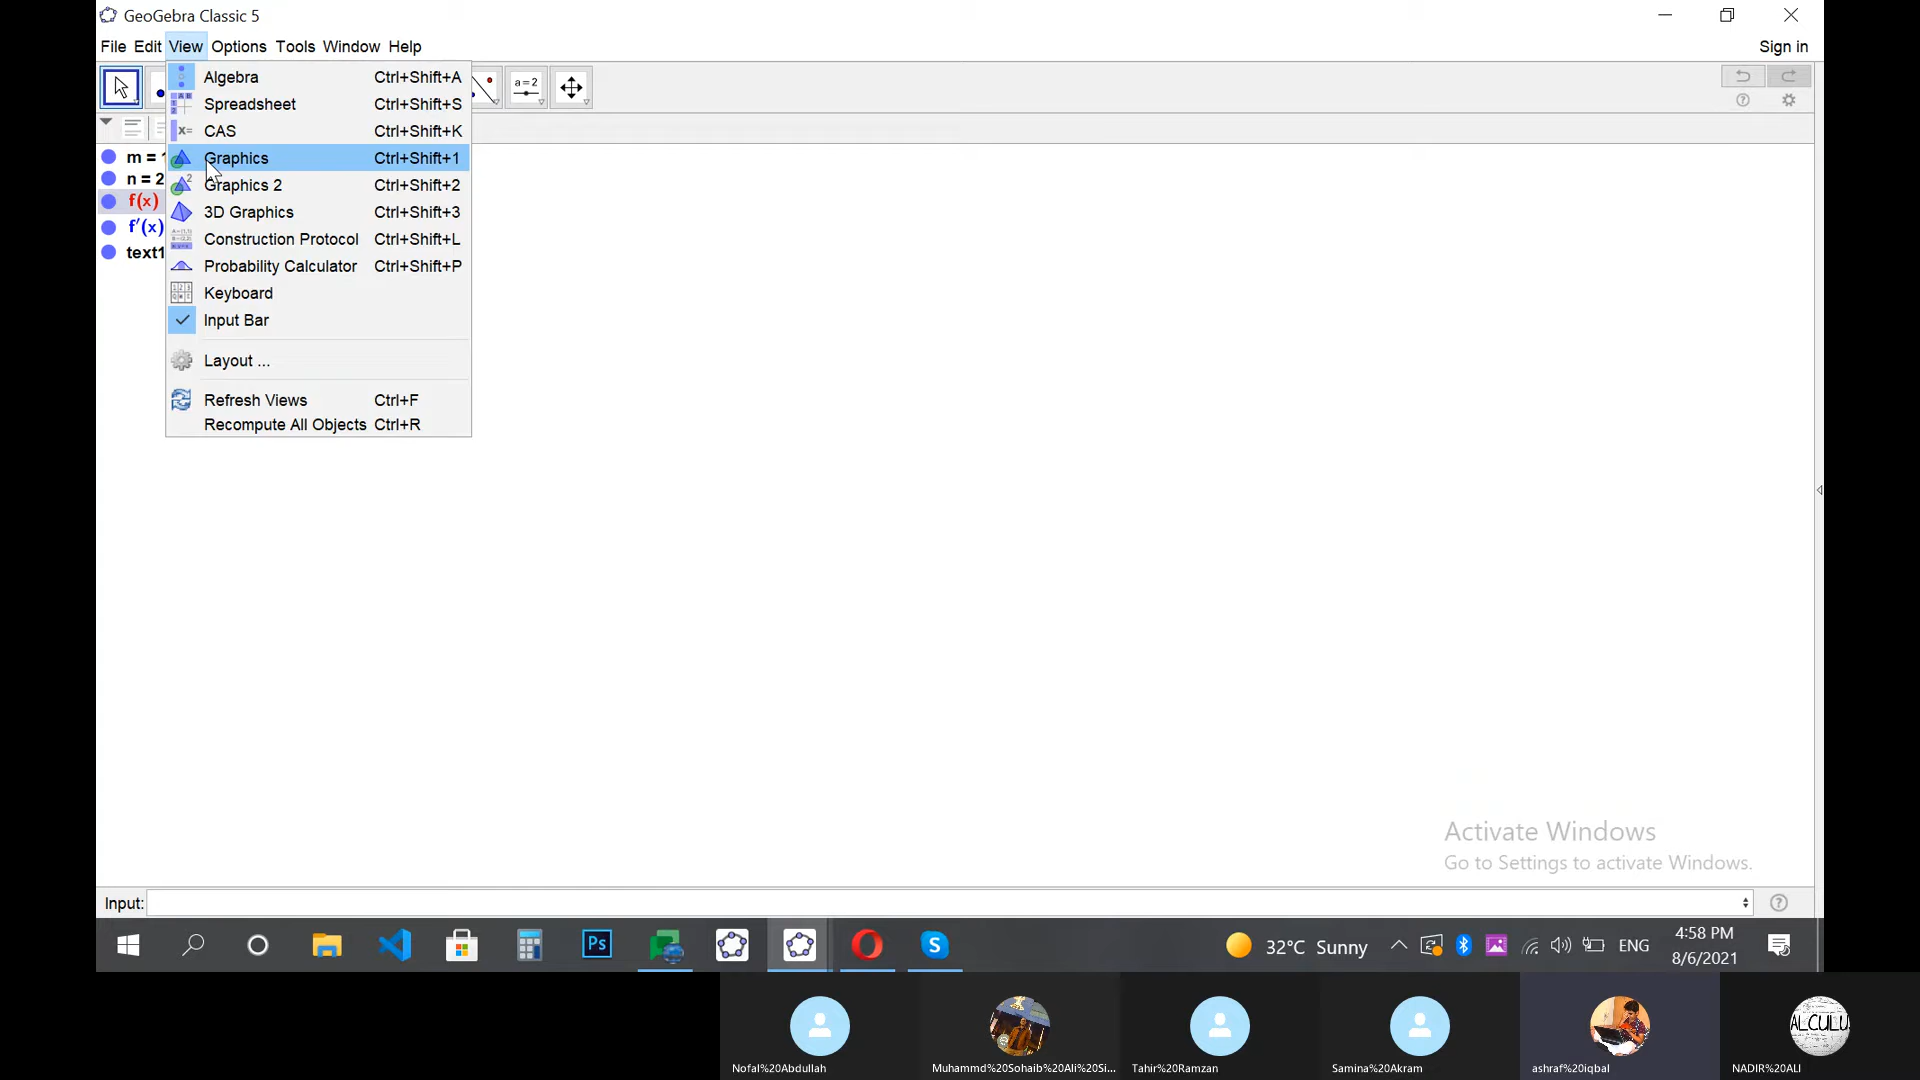 GeoGebra Classic 5
File Edit View Options Tools Window Help
Sign in
Algebra Ctrl+Shift+A
Spreadsheet Ctrl+Shift+S
CAS Ctrl+Shift+K
Graphics Ctrl+Shift+1
Graphics 2 Ctrl+Shift+2
3D Graphics Ctrl+Shift+3
Construction Protocol Ctrl+Shift+L
Probability Calculator Ctrl+Shift+P
Keyboard
Input Bar
Layout ...
Refresh Views Ctrl+F
Recompute All Objects Ctrl+R
a=2
m = 1
n = 2
f(x)
f′(x)
text1
Activate Windows
Go to Settings to activate Windows.
Input:
Ps
S
32°C Sunny
ENG
4:58 PM
8/6/2021
ALCULU
Nofal%20Abdullah
Muhammd%20Sohaib%20Ali%20Si...
Tahir%20Ramzan
Samina%20Akram
ashraf%20iqbal
NADIR%20ALI